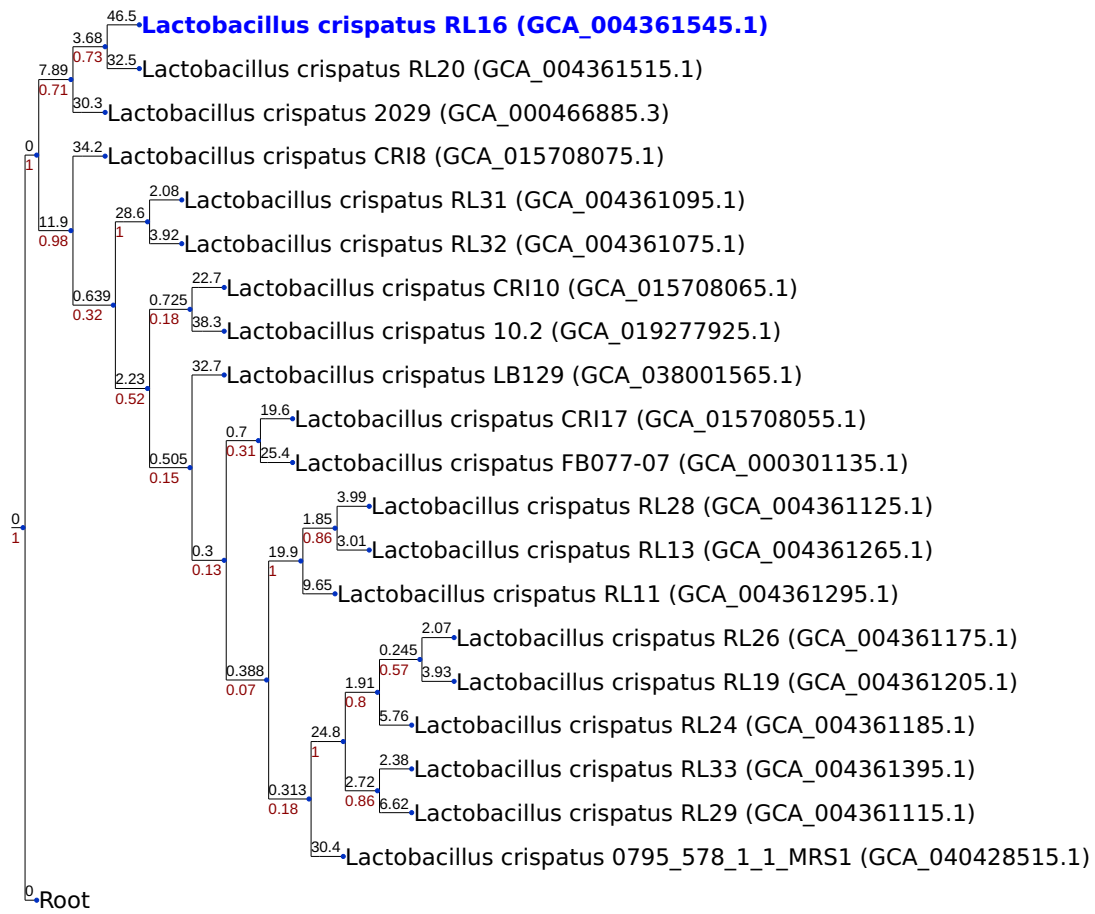 46.5
Lactobacillus crispatus RL16 (GCA_004361545.1)
3.68
0.73
32.5
Lactobacillus crispatus RL20 (GCA_004361515.1)
7.89
0.71
30.3
Lactobacillus crispatus 2029 (GCA_000466885.3)
0
1
34.2
Lactobacillus crispatus CRI8 (GCA_015708075.1)
2.08
Lactobacillus crispatus RL31 (GCA_004361095.1)
28.6
1
11.9
0.98
3.92
Lactobacillus crispatus RL32 (GCA_004361075.1)
22.7
Lactobacillus crispatus CRI10 (GCA_015708065.1)
0.639
0.32
0.725
0.18
38.3
Lactobacillus crispatus 10.2 (GCA_019277925.1)
32.7
Lactobacillus crispatus LB129 (GCA_038001565.1)
2.23
0.52
19.6
Lactobacillus crispatus CRI17 (GCA_015708055.1)
0.7
0.31
25.4
Lactobacillus crispatus FB077-07 (GCA_000301135.1)
0.505
0.15
3.99
Lactobacillus crispatus RL28 (GCA_004361125.1)
0
1
1.85
0.86
3.01
Lactobacillus crispatus RL13 (GCA_004361265.1)
0.3
0.13
19.9
1
9.65
Lactobacillus crispatus RL11 (GCA_004361295.1)
2.07
Lactobacillus crispatus RL26 (GCA_004361175.1)
0.245
0.57
3.93
Lactobacillus crispatus RL19 (GCA_004361205.1)
0.388
0.07
1.91
0.8
5.76
Lactobacillus crispatus RL24 (GCA_004361185.1)
24.8
1
2.38
Lactobacillus crispatus RL33 (GCA_004361395.1)
2.72
0.86
0.313
0.18
6.62
Lactobacillus crispatus RL29 (GCA_004361115.1)
30.4
Lactobacillus crispatus 0795_578_1_1_MRS1 (GCA_040428515.1)
0
Root